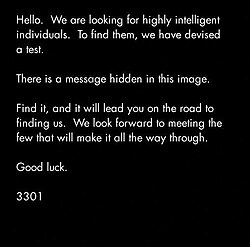 Hello.  We are looking for highly intelligent
individuals.  To find them, we have devised
a test.
There is a message hidden in this image.
Find it, and it will lead you on the road to
finding us.  We look forward to meeting the
few that will make it all the way through.
Good luck.
3301